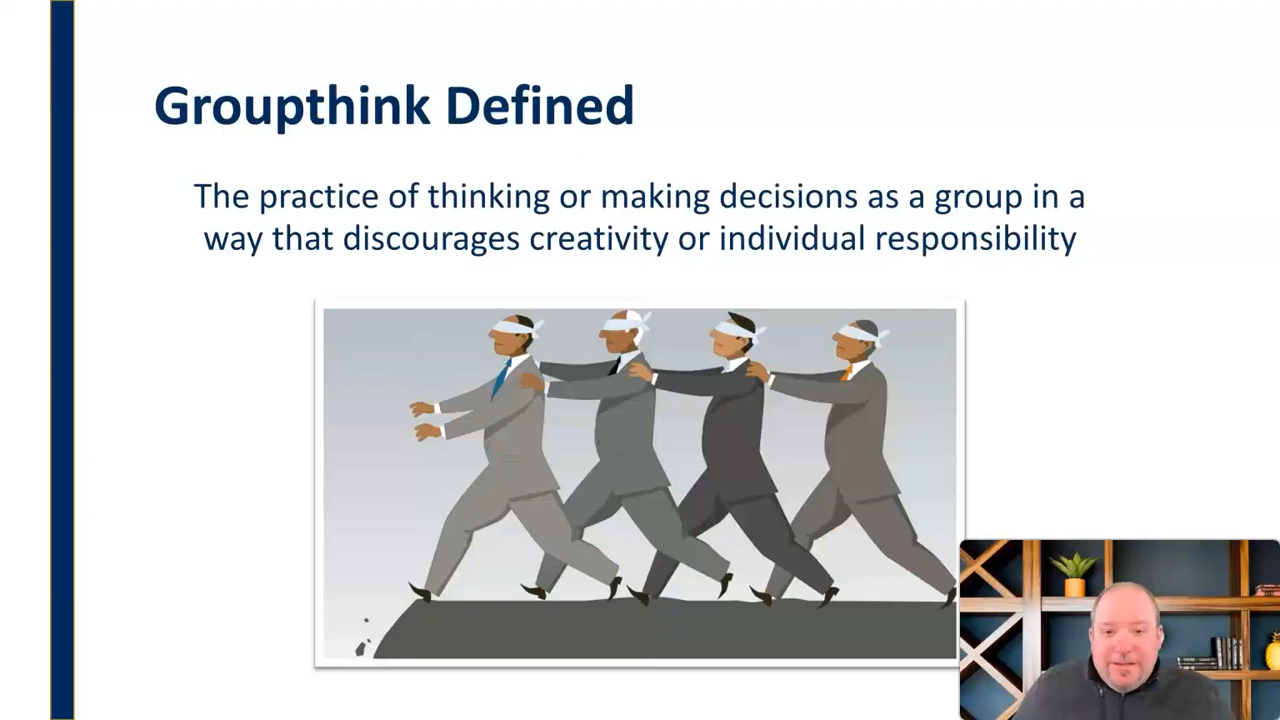 Groupthink Defined
The practice of thinking or making decisions as a group in a
way that discourages creativity or individual responsibility